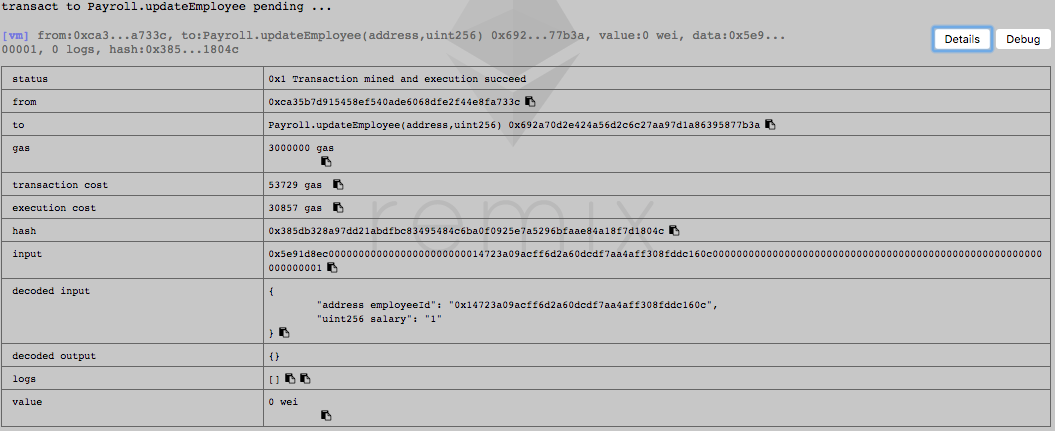 transact to Payroll.updateEmployee pending ...
[vm] from:0xca3...a733c, to:Payroll.updateEmployee(address,uint256) 0x692...77b3a, value:0 wei, data:0x5e9...
00001, 0 logs, hash:0x385...1804c
Details Debug
status 0x1 Transaction mined and execution succeed
from 0xca35b7d915458ef540ade6068dfe2f44e8fa733c
to Payroll.updateEmployee(address,uint256) 0x692a70d2e424a56d2c6c27aa97d1a86395877b3a
gas 3000000 gas
transaction cost 53729 gas
execution cost 30857 gas
hash 0x385db328a97dd21abdfbc83495484c6ba0f0925e7a5296bfaae84a18f7d1804c
input 0x5e91d8ec00000000000000000000000014723a09acff6d2a60dcdf7aa4aff308fddc160c0000000000000000000000000000000000000000000000000000000
000000001
decoded input {
"address employeeId": "0x14723a09acff6d2a60dcdf7aa4aff308fddc160c",
"uint256 salary": "1"
}
decoded output {}
logs []
value 0 wei
remix